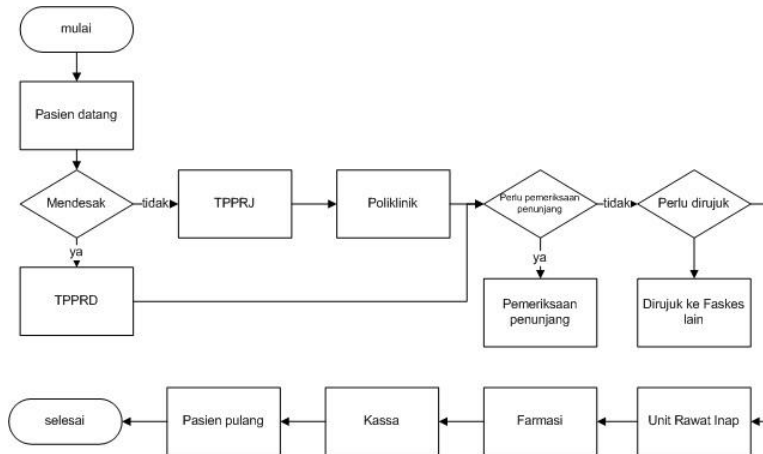 mulai
Pasien datang
Mendesak
tidak
TPPRJ
Poliklinik
Perlu pemeriksaan
penunjang
tidak
Perlu dirujuk
ya
TPPRD
ya
Pemeriksaan
penunjang
Dirujuk ke Faskes
lain
selesai
Pasien pulang
Kassa
Farmasi
Unit Rawat Inap